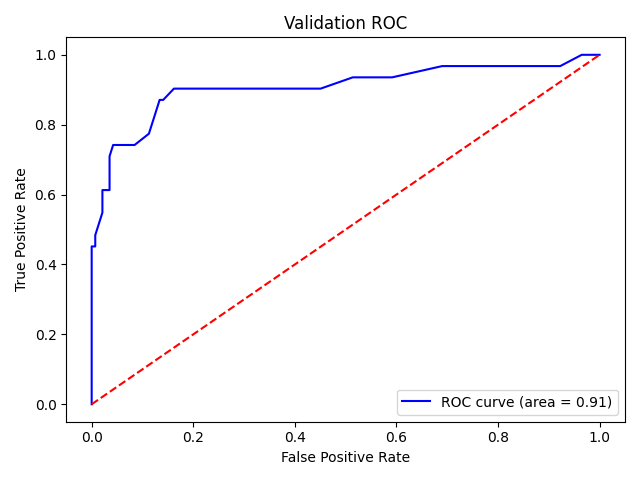 Validation ROC
True Positive Rate
1.0
0.8
0.6
0.4
0.2
0.0
ROC curve (area = 0.91)
0.0 0.2 0.4 0.6 0.8 1.0
False Positive Rate